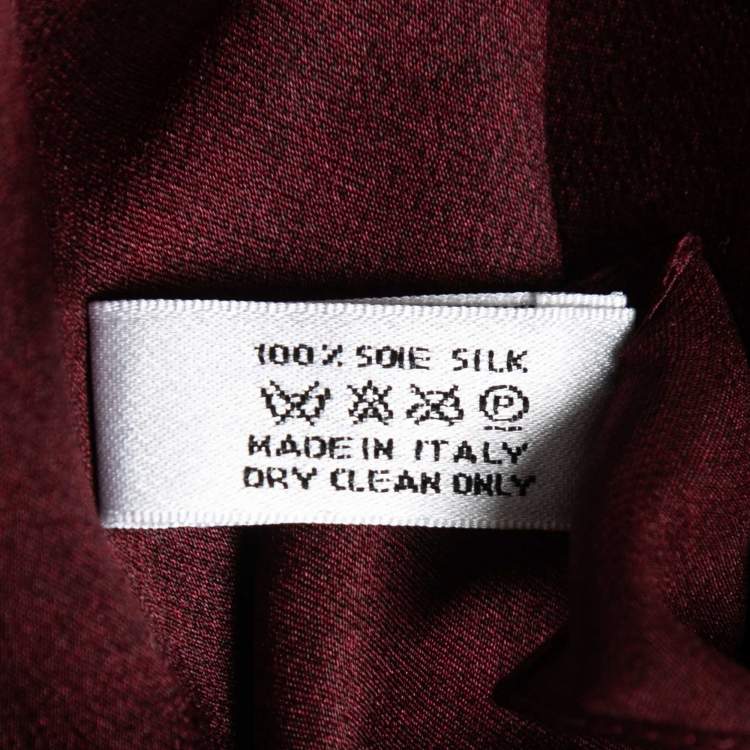 100% SOIE SILK
P
MADE IN ITALY
DRY CLEAN ONLY